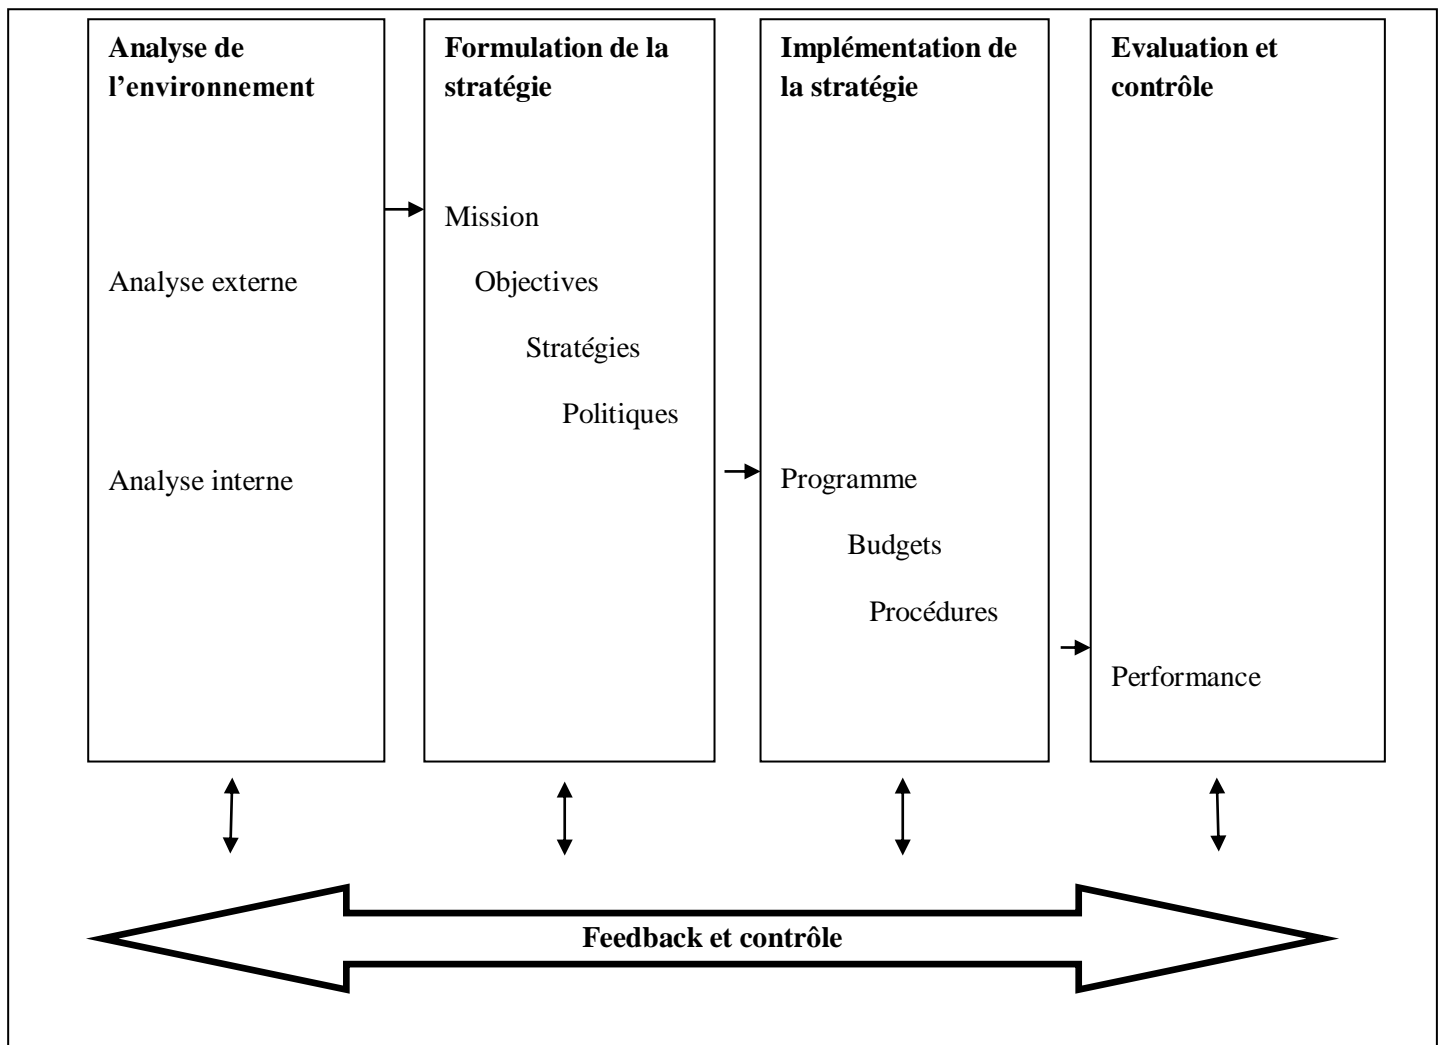 Analyse de
l’environnement
Analyse externe
Analyse interne
Formulation de la
stratégie
Mission
Objectives
Stratégies
Politiques
Implémentation de
la stratégie
Programme
Budgets
Procédures
Evaluation et
contrôle
Performance
Feedback et contrôle